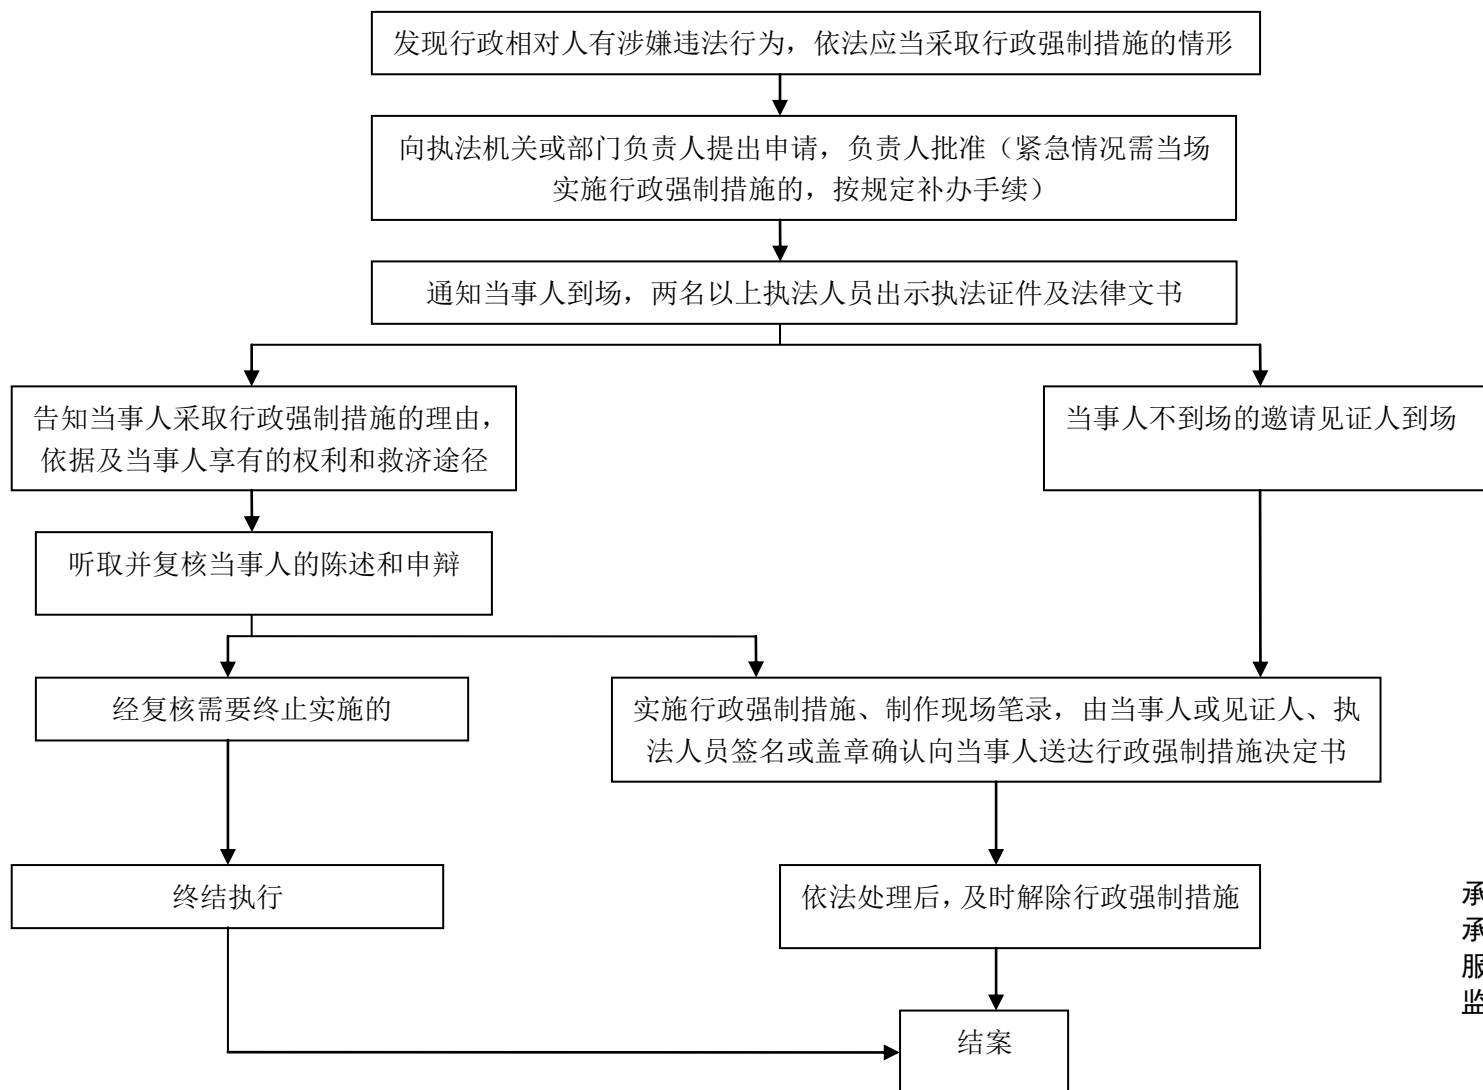 发现行政相对人有涉嫌违法行为，依法应当采取行政强制措施的情形
向执法机关或部门负责人提出申请，负责人批准（紧急情况需当场
实施行政强制措施的，按规定补办手续）
通知当事人到场，两名以上执法人员出示执法证件及法律文书
告知当事人采取行政强制措施的理由，
依据及当事人享有的权利和救济途径
当事人不到场的邀请见证人到场
听取并复核当事人的陈述和申辩
经复核需要终止实施的
实施行政强制措施、制作现场笔录，由当事人或见证人、执
法人员签名或盖章确认向当事人送达行政强制措施决定书
终结执行
依法处理后，及时解除行政强制措施
承
承
服
监
结案